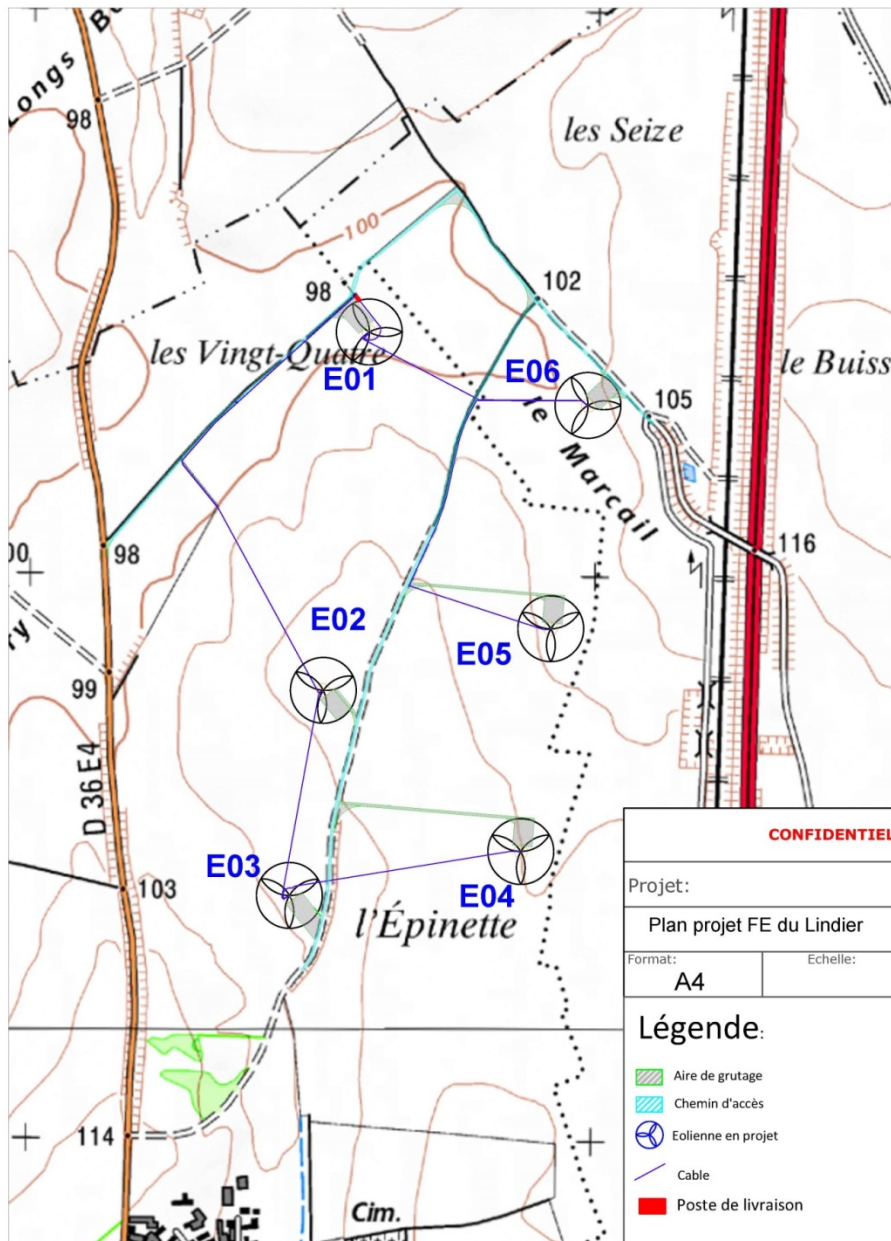 Longs
98
les Seize
100
98
102
les Vingt-Quatre
le Buiss
E01
E06
105
le Marcail
98
00
116
E02
ry
E05
99
D 36 E4
E03
E04
103
l'Épinette
114
Cim.
CONFIDENTIEL
Projet:
Plan projet FE du Lindier
Format:
Echelle:
A4
Légende:
Aire de grutage
Chemin d'accès
Eolienne en projet
Cable
Poste de livraison